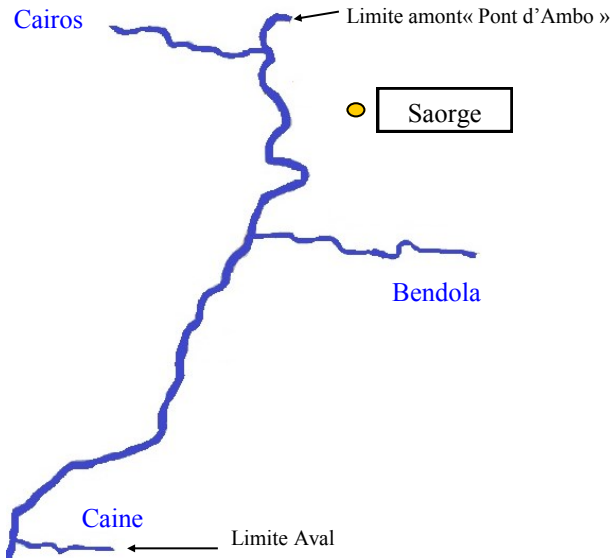 Cairos
Limite amont« Pont d’Ambo »
Saorge
Bendola
Caine
Limite Aval